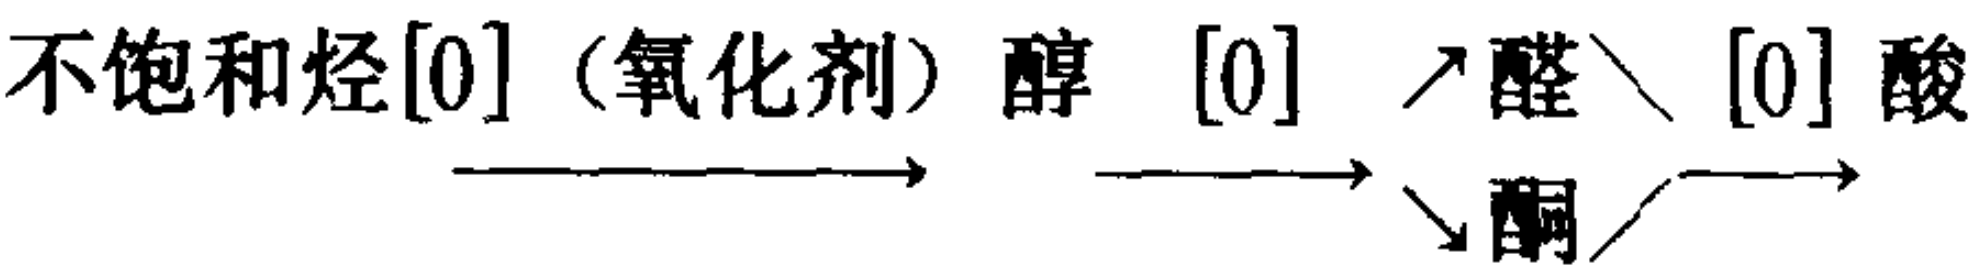 不饱和烃[0]（氧化剂）醇 [0] ↗醛＼ [0] 酸
⟶ ⟶ ↘酮／ ⟶